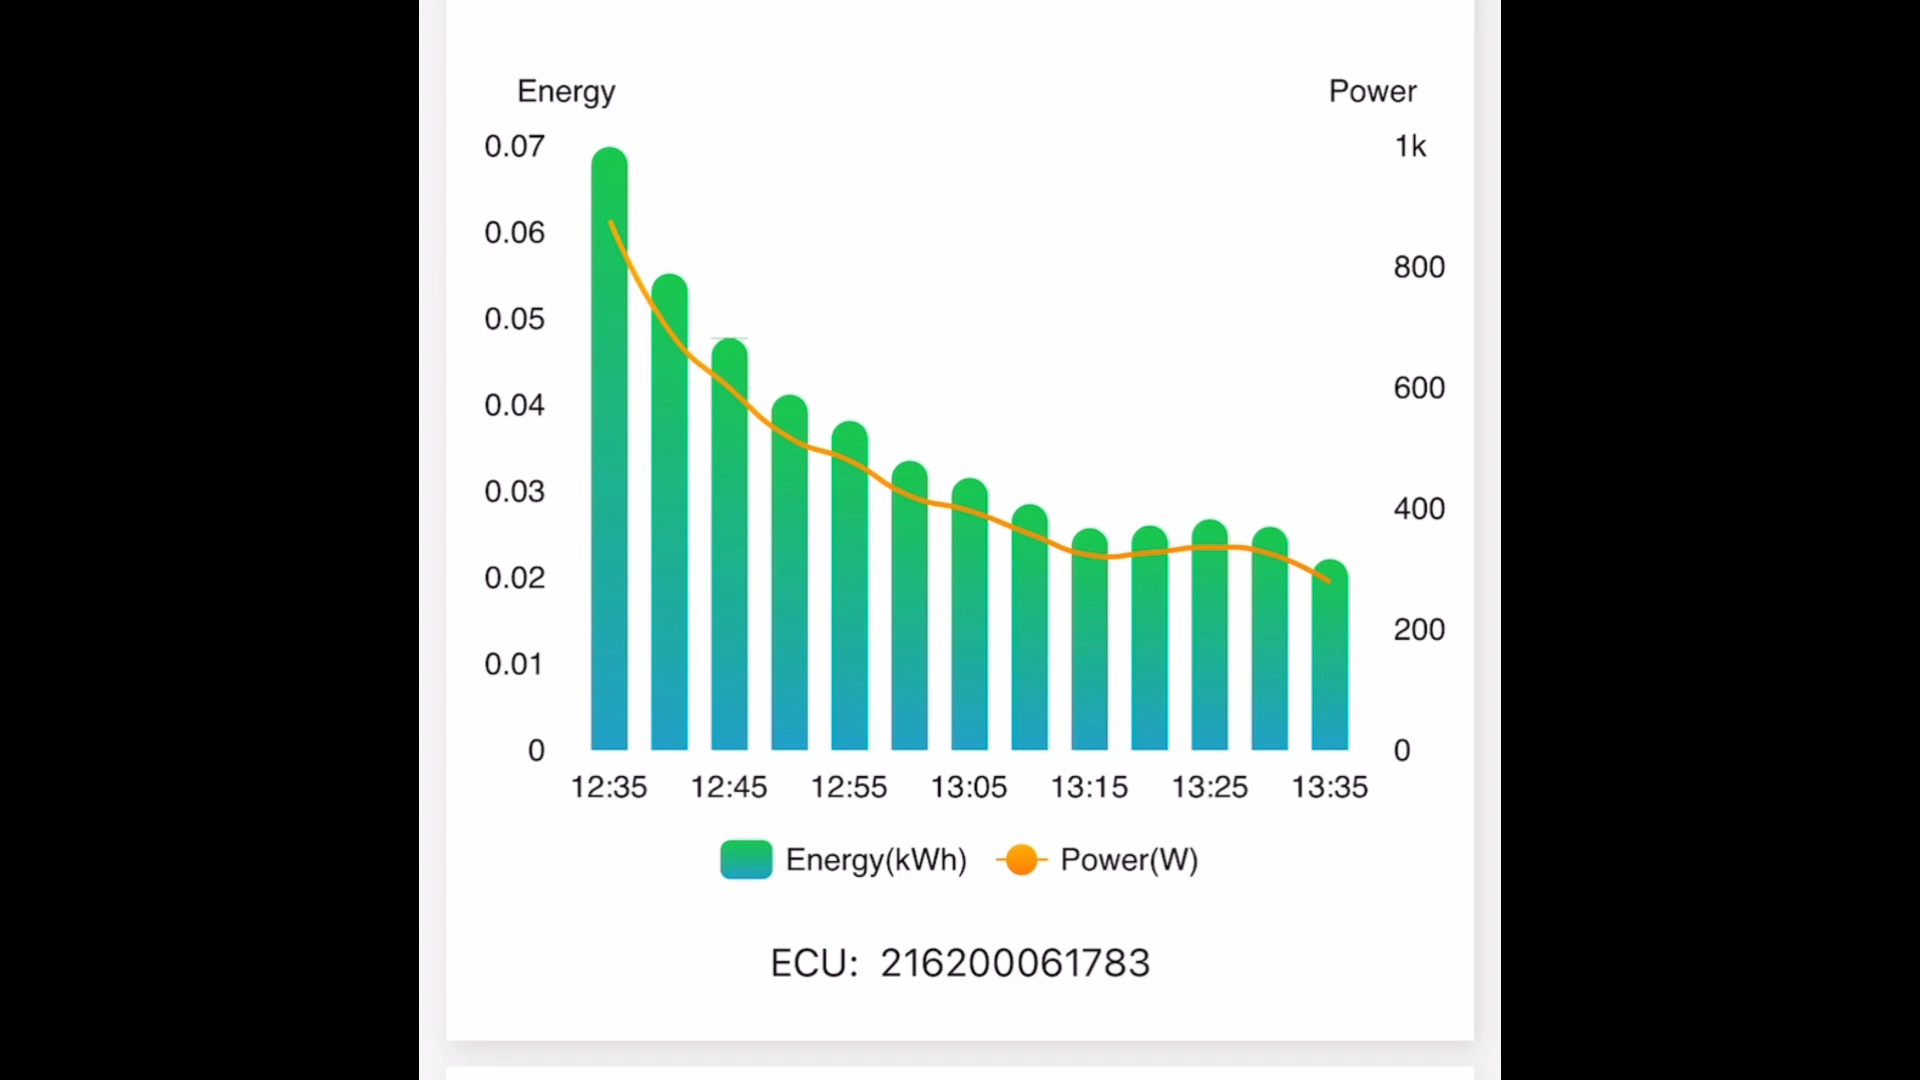 Energy Power
0.07 1k
0.06
800
0.05
600
0.04
0.03
400
0.02
200
0.01
0 0
12:35 12:45 12:55 13:05 13:15 13:25 13:35
Energy(kWh) Power(W)
ECU: 216200061783